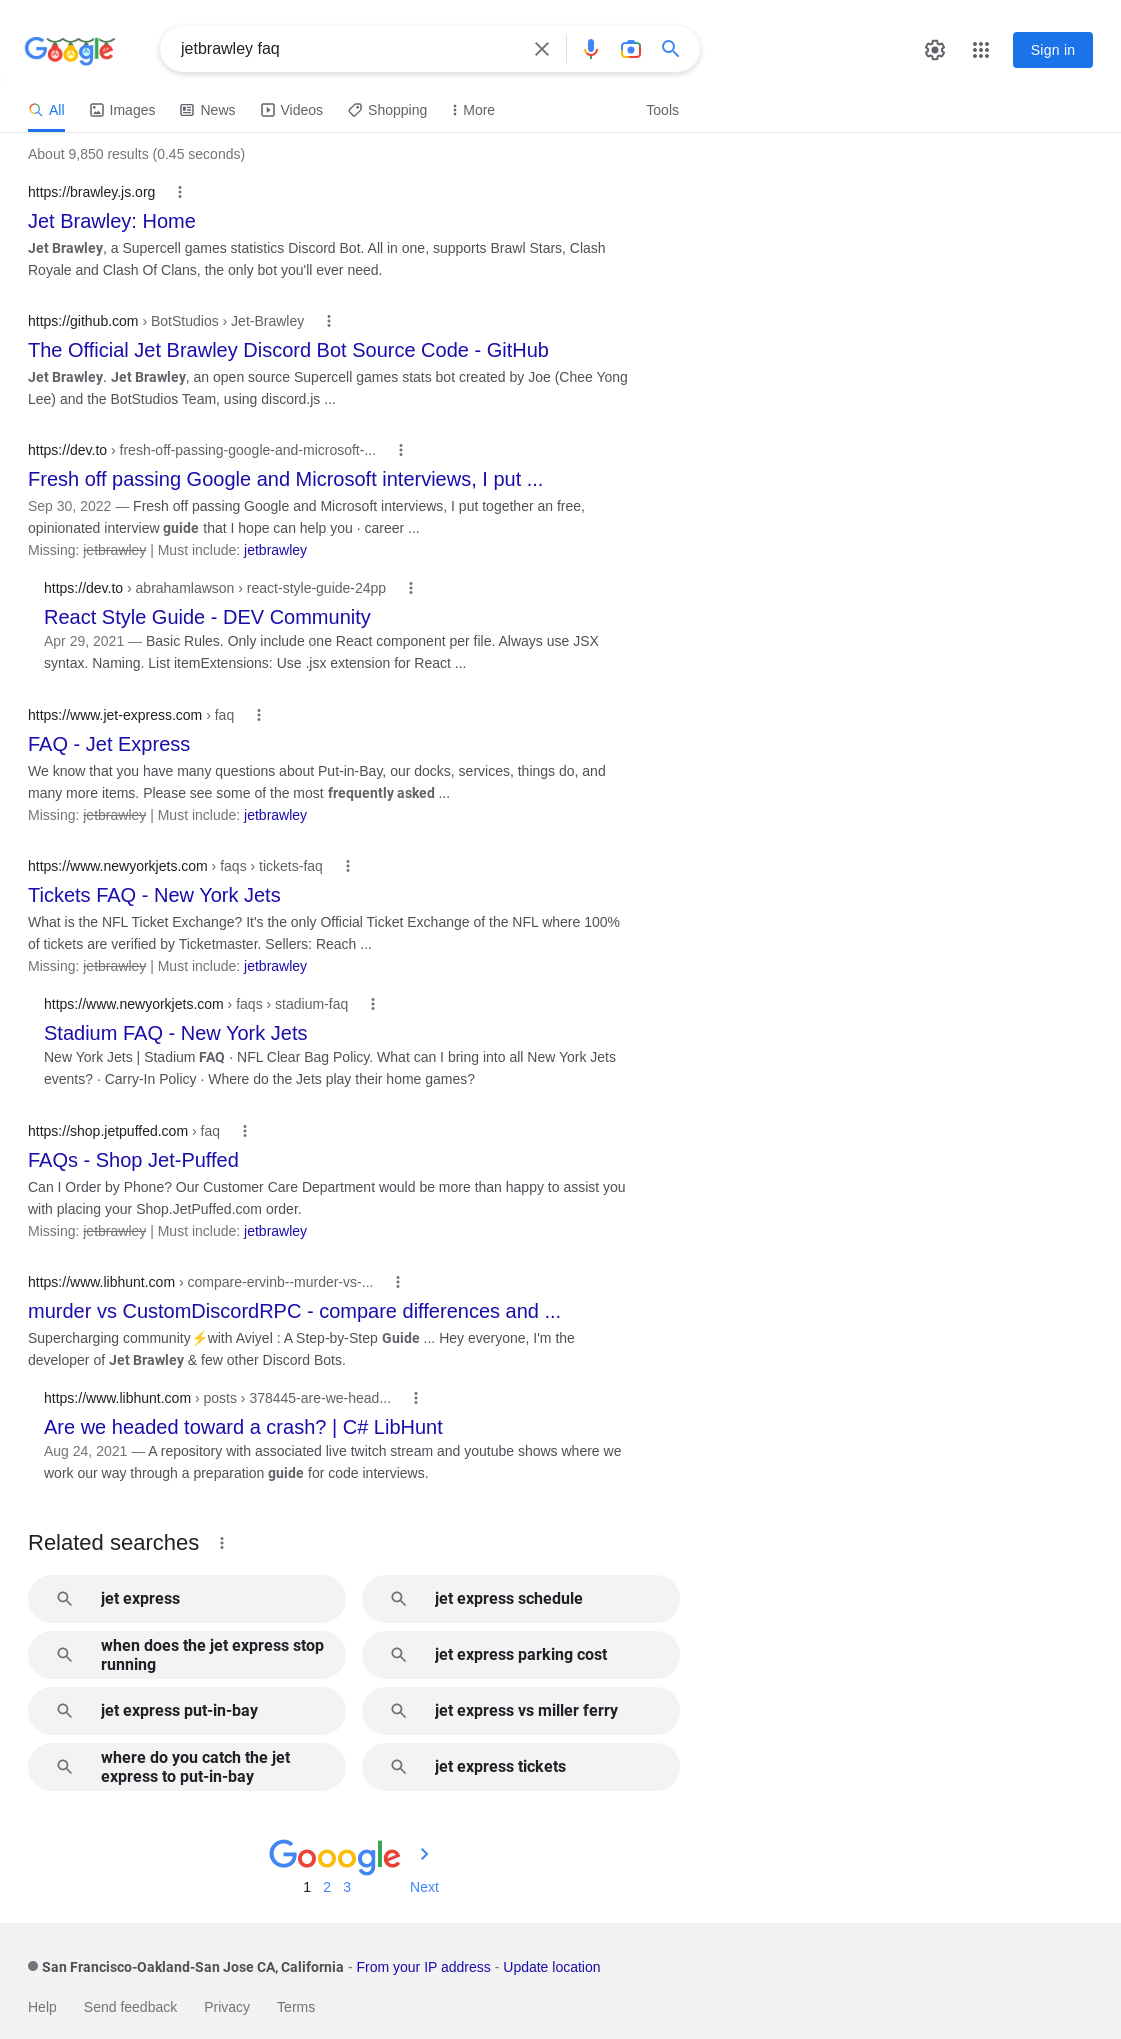 Google
jetbrawley faq
Sign in
All Images News Videos Shopping More Tools
About 9,850 results (0.45 seconds)
https://brawley.js.org
Jet Brawley: Home
Jet Brawley, a Supercell games statistics Discord Bot. All in one, supports Brawl Stars, Clash
Royale and Clash Of Clans, the only bot you'll ever need.
https://github.com › BotStudios › Jet-Brawley
The Official Jet Brawley Discord Bot Source Code - GitHub
Jet Brawley. Jet Brawley, an open source Supercell games stats bot created by Joe (Chee Yong
Lee) and the BotStudios Team, using discord.js ...
https://dev.to › fresh-off-passing-google-and-microsoft-...
Fresh off passing Google and Microsoft interviews, I put ...
Sep 30, 2022 — Fresh off passing Google and Microsoft interviews, I put together an free,
opinionated interview guide that I hope can help you · career ...
Missing: jetbrawley | Must include: jetbrawley
https://dev.to › abrahamlawson › react-style-guide-24pp
React Style Guide - DEV Community
Apr 29, 2021 — Basic Rules. Only include one React component per file. Always use JSX
syntax. Naming. List itemExtensions: Use .jsx extension for React ...
https://www.jet-express.com › faq
FAQ - Jet Express
We know that you have many questions about Put-in-Bay, our docks, services, things do, and
many more items. Please see some of the most frequently asked ...
Missing: jetbrawley | Must include: jetbrawley
https://www.newyorkjets.com › faqs › tickets-faq
Tickets FAQ - New York Jets
What is the NFL Ticket Exchange? It's the only Official Ticket Exchange of the NFL where 100%
of tickets are verified by Ticketmaster. Sellers: Reach ...
Missing: jetbrawley | Must include: jetbrawley
https://www.newyorkjets.com › faqs › stadium-faq
Stadium FAQ - New York Jets
New York Jets | Stadium FAQ · NFL Clear Bag Policy. What can I bring into all New York Jets
events? · Carry-In Policy · Where do the Jets play their home games?
https://shop.jetpuffed.com › faq
FAQs - Shop Jet-Puffed
Can I Order by Phone? Our Customer Care Department would be more than happy to assist you
with placing your Shop.JetPuffed.com order.
Missing: jetbrawley | Must include: jetbrawley
https://www.libhunt.com › compare-ervinb--murder-vs-...
murder vs CustomDiscordRPC - compare differences and ...
Supercharging community⚡with Aviyel : A Step-by-Step Guide ... Hey everyone, I'm the
developer of Jet Brawley & few other Discord Bots.
https://www.libhunt.com › posts › 378445-are-we-head...
Are we headed toward a crash? | C# LibHunt
Aug 24, 2021 — A repository with associated live twitch stream and youtube shows where we
work our way through a preparation guide for code interviews.
Related searches
jet express
jet express schedule
when does the jet express stop
running
jet express parking cost
jet express put-in-bay
jet express vs miller ferry
where do you catch the jet
express to put-in-bay
jet express tickets
Gooogle
1 2 3 Next
San Francisco-Oakland-San Jose CA, California - From your IP address - Update location
Help Send feedback Privacy Terms